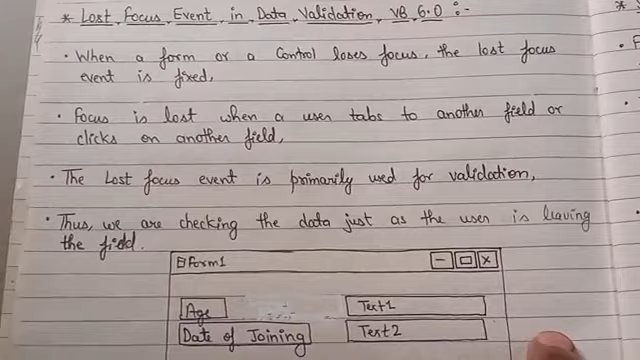 * Lost Focus Event in Data Validation, VB 6.0 :-
• When a form or a Control loses focus, the lost focus
event is fixed,
• Focus is lost when a user tabs to another field or
clicks on another field,
• The Lost focus event is primarily used for validation,
• Thus, we are checking the data just as the user is leaving
the field.
Form1
Age Text1
Date of Joining Text2